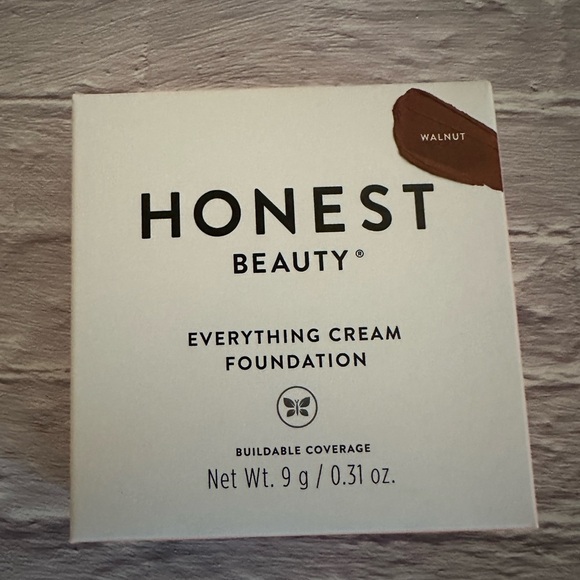 WALNUT
HONEST
BEAUTY®
EVERYTHING CREAM
FOUNDATION
BUILDABLE COVERAGE
Net Wt. 9 g / 0.31 oz.